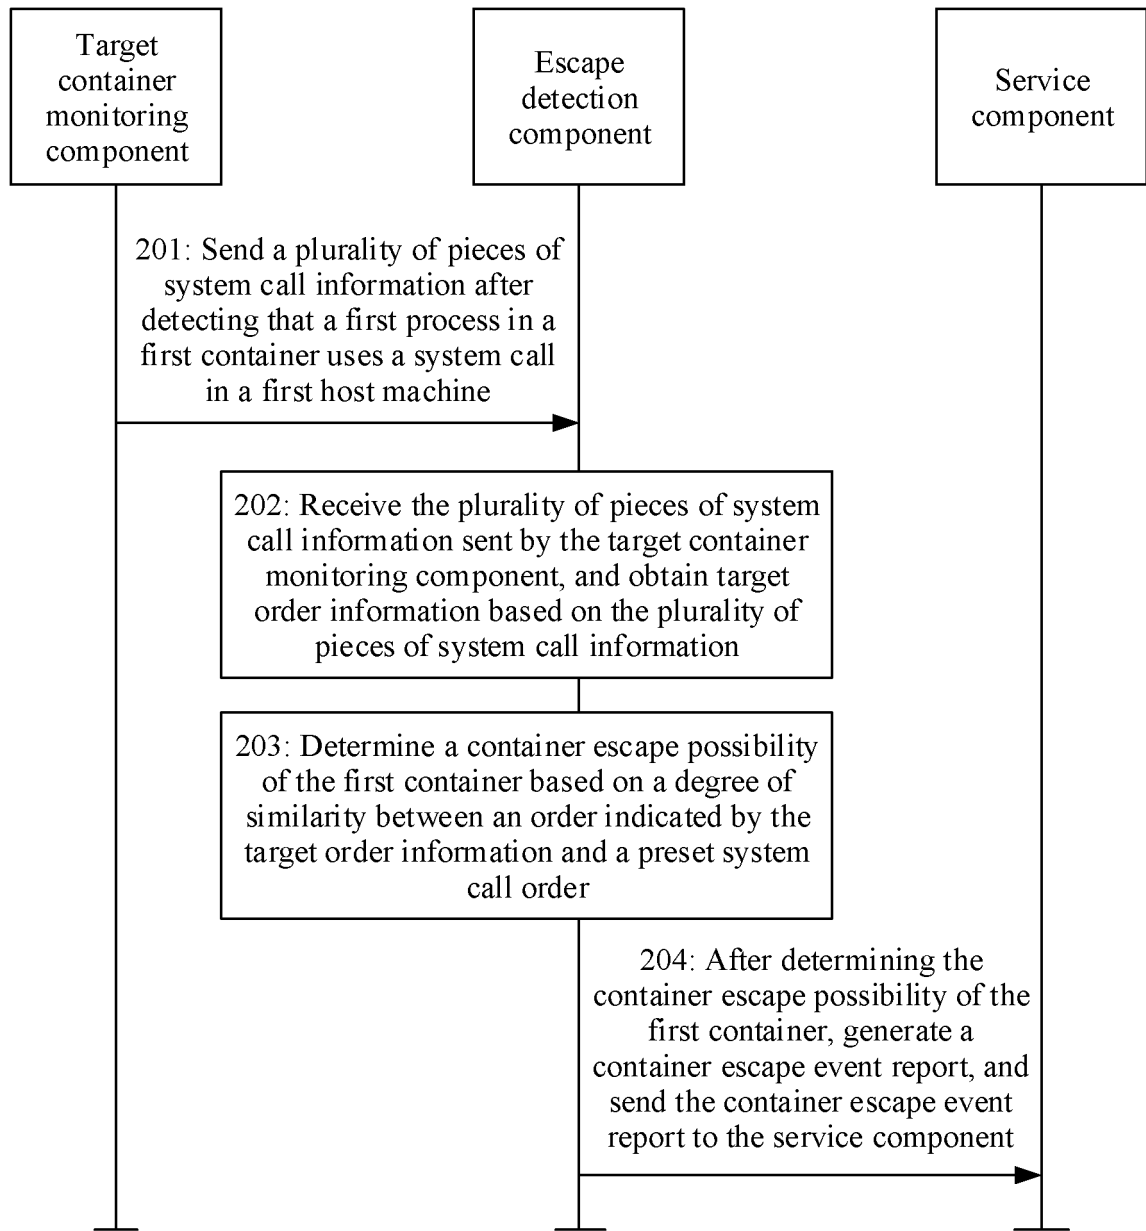 Target
container
monitoring
component
Escape
detection
component
Service
component
201: Send a plurality of pieces of
system call information after
detecting that a first process in a
first container uses a system call
in a first host machine
202: Receive the plurality of pieces of system
call information sent by the target container
monitoring component, and obtain target
order information based on the plurality of
pieces of system call information
203: Determine a container escape possibility
of the first container based on a degree of
similarity between an order indicated by the
target order information and a preset system
call order
204: After determining the
container escape possibility of the
first container, generate a
container escape event report, and
send the container escape event
report to the service component